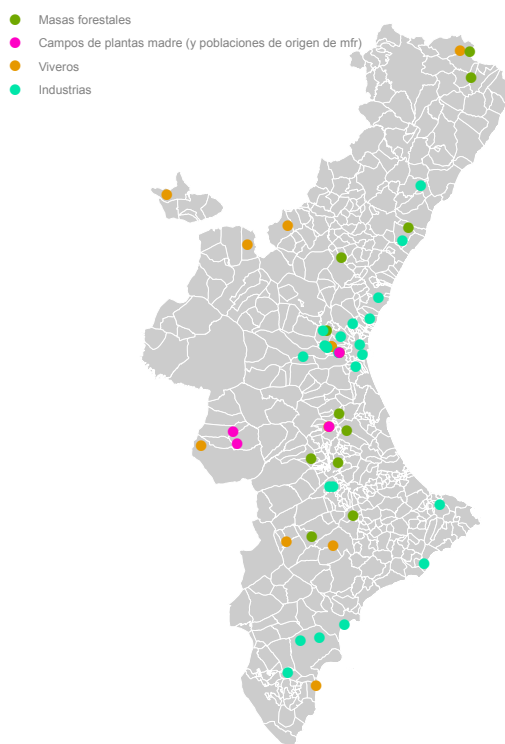 Masas forestales
Campos de plantas madre (y poblaciones de origen de mfr)
Viveros
Industrias